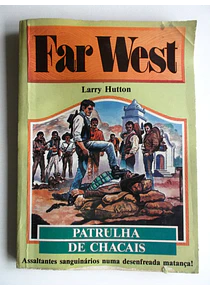 Far West
Larry Hutton
PATRULHA
DE CHACAIS
Assaltantes sanguinários numa desenfreada matança!